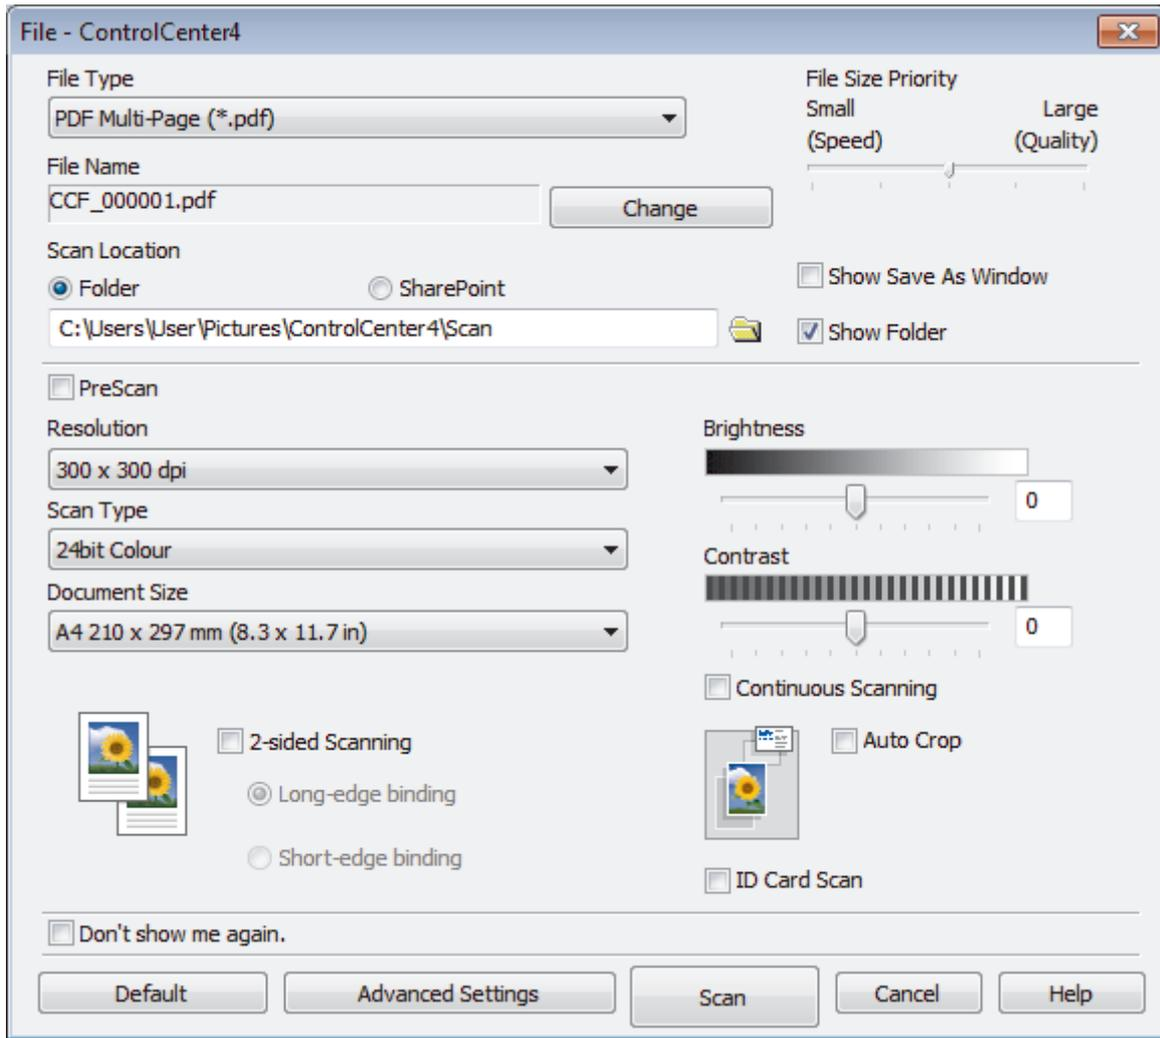 File - ControlCenter4
File Type
PDF Multi-Page (*.pdf)
File Size Priority
Small Large
(Speed) (Quality)
File Name
CCF_000001.pdf
Change
Scan Location
Folder
SharePoint
C:\Users\User\Pictures\ControlCenter4\Scan
Show Save As Window
Show Folder
PreScan
Resolution
300 x 300 dpi
Scan Type
24bit Colour
Document Size
A4 210 x 297 mm (8.3 x 11.7 in)
Brightness
0
Contrast
0
Continuous Scanning
2-sided Scanning
Long-edge binding
Short-edge binding
Auto Crop
ID Card Scan
Don't show me again.
Default
Advanced Settings
Scan
Cancel
Help